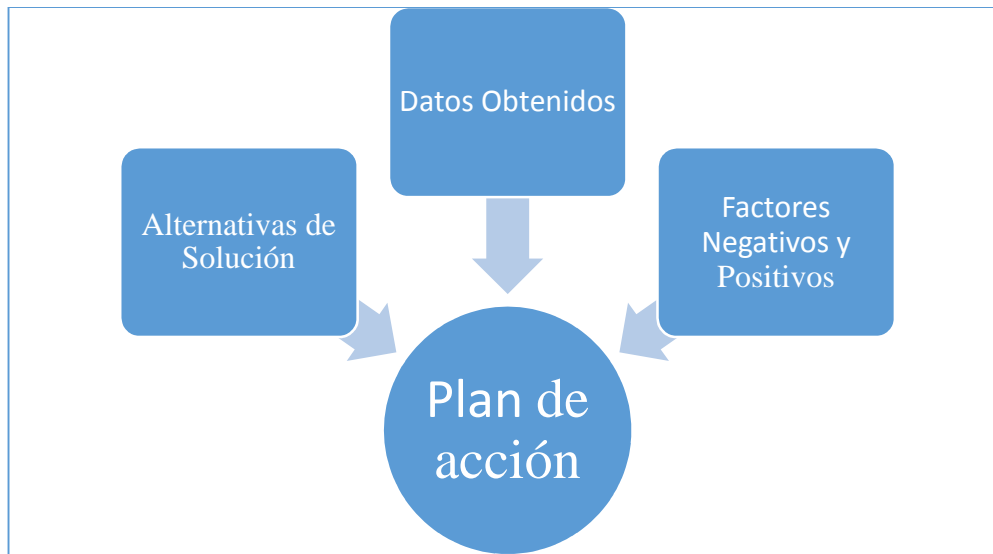 Datos Obtenidos
Alternativas de
Solución
Factores
Negativos y
Positivos
Plan de
acción